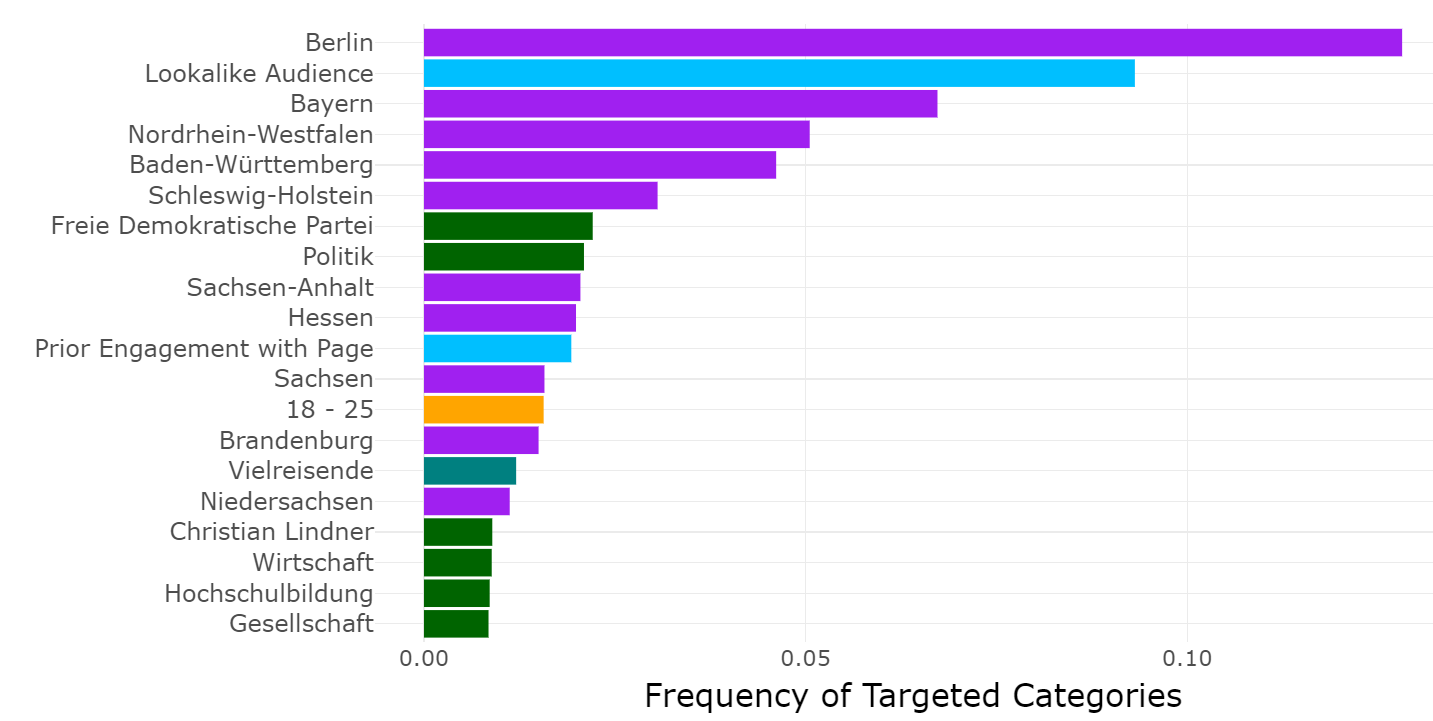 Berlin
Lookalike Audience
Bayern
Nordrhein-Westfalen
Baden-Württemberg
Schleswig-Holstein
Freie Demokratische Partei
Politik
Sachsen-Anhalt
Hessen
Prior Engagement with Page
Sachsen
18 - 25
Brandenburg
Vielreisende
Niedersachsen
Christian Lindner
Wirtschaft
Hochschulbildung
Gesellschaft
0.00 0.05 0.10
Frequency of Targeted Categories